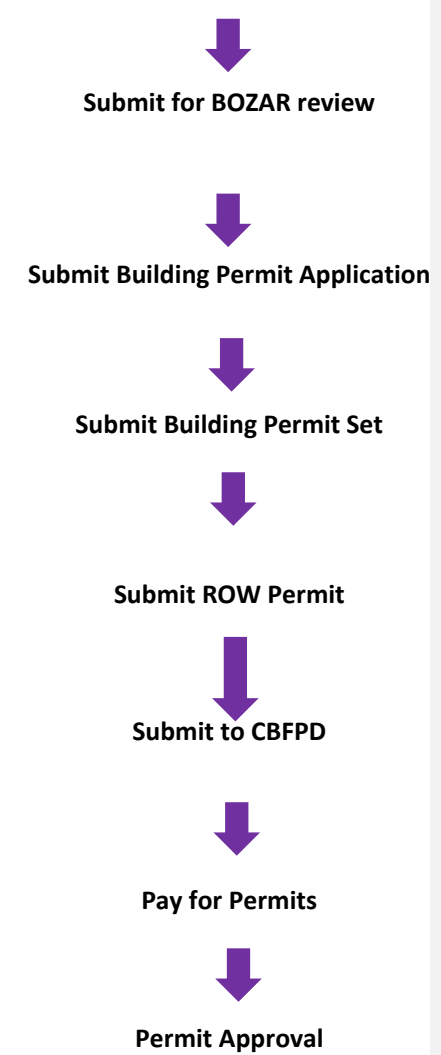 Submit for BOZAR review
Submit Building Permit Application
Submit Building Permit Set
Submit ROW Permit
Submit to CBFPD
Pay for Permits
Permit Approval